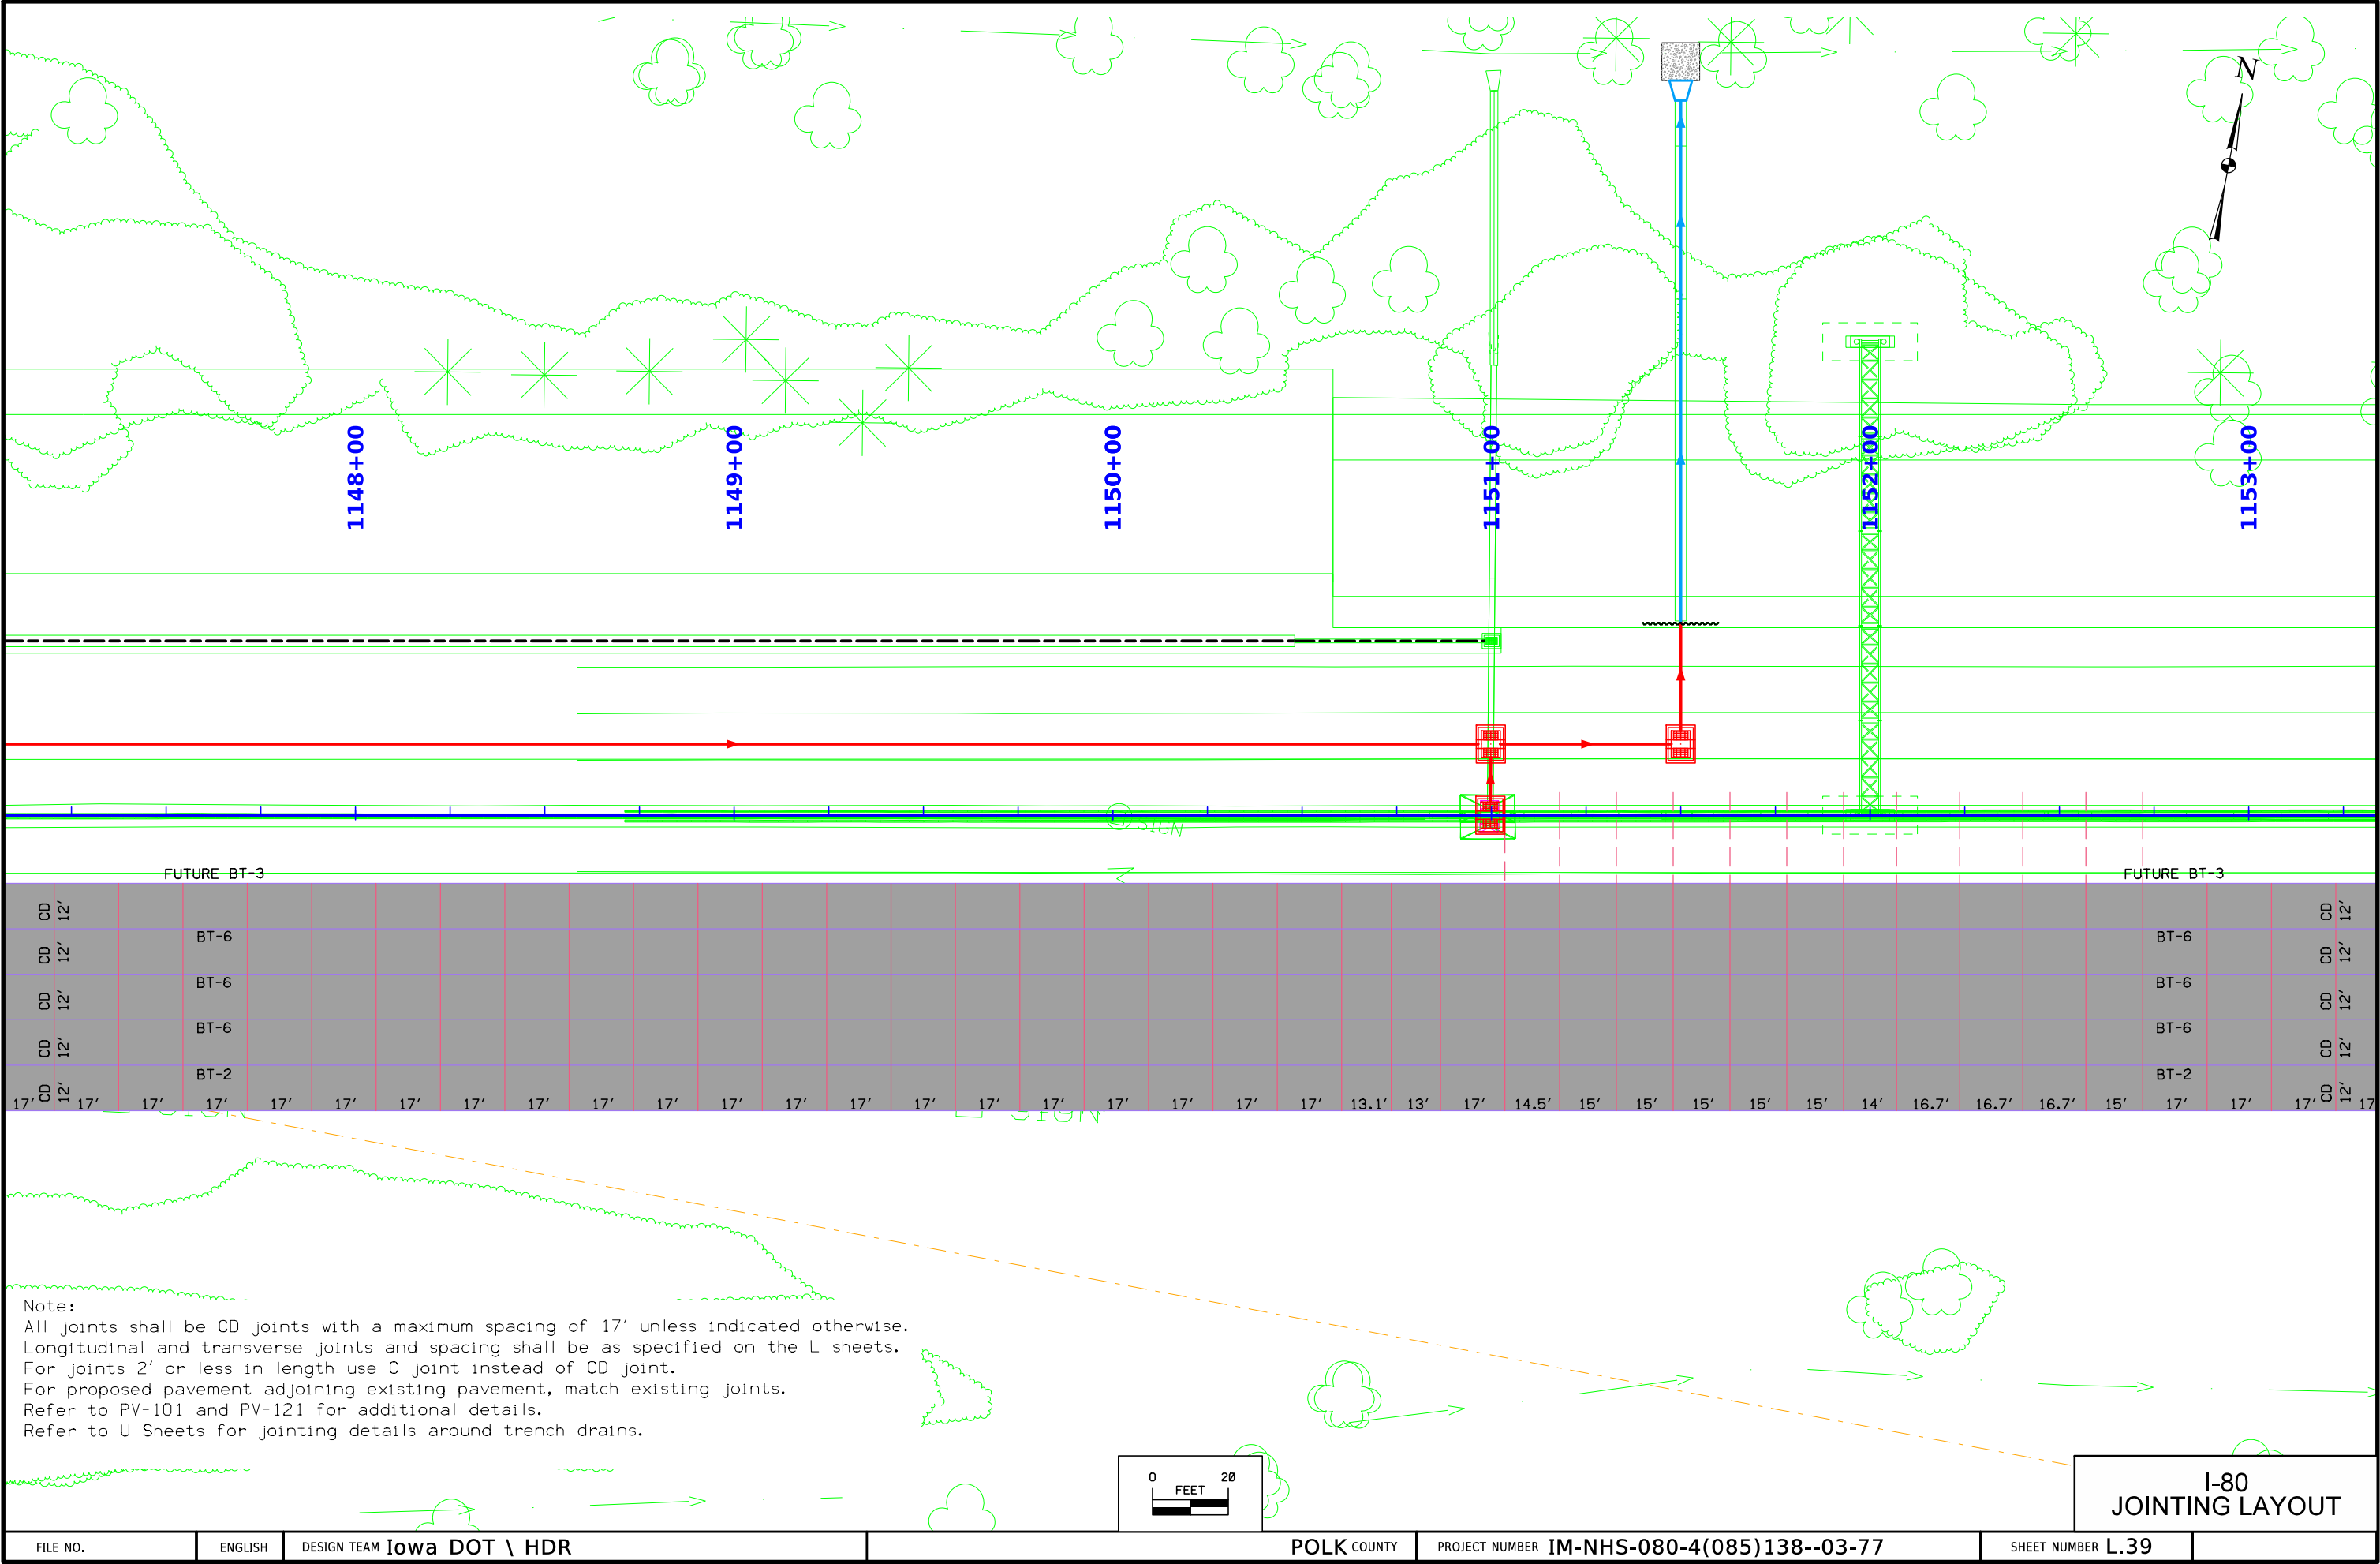 N
1148+00
1149+00
1150+00
1151+00
1152+00
1153+00
SIGN
FUTURE BT-3
FUTURE BT-3
CD 12'
CD 12'
BT-6
BT-6
CD 12'
CD 12'
BT-6
BT-6
CD 12'
CD 12'
BT-6
BT-6
CD 12'
CD 12'
BT-2
BT-2
CD 12'
CD 12'
17' 17' 17' 17' 17' 17' 17' 17' 17' 17' 17' 17' 17' 17' 17' 17' 17' 17' 17' 17' 17' 13.1' 13' 17' 14.5' 15' 15' 15' 15' 15' 14' 16.7' 16.7' 16.7' 15' 17' 17' 17' 17
SIGN
Note:
All joints shall be CD joints with a maximum spacing of 17' unless indicated otherwise.
Longitudinal and transverse joints and spacing shall be as specified on the L sheets.
For joints 2' or less in length use C joint instead of CD joint.
For proposed pavement adjoining existing pavement, match existing joints.
Refer to PV-101 and PV-121 for additional details.
Refer to U Sheets for jointing details around trench drains.
0 20
FEET
I-80
JOINTING LAYOUT
FILE NO. ENGLISH DESIGN TEAM Iowa DOT \ HDR POLK COUNTY PROJECT NUMBER IM-NHS-080-4(085)138--03-77 SHEET NUMBER L.39